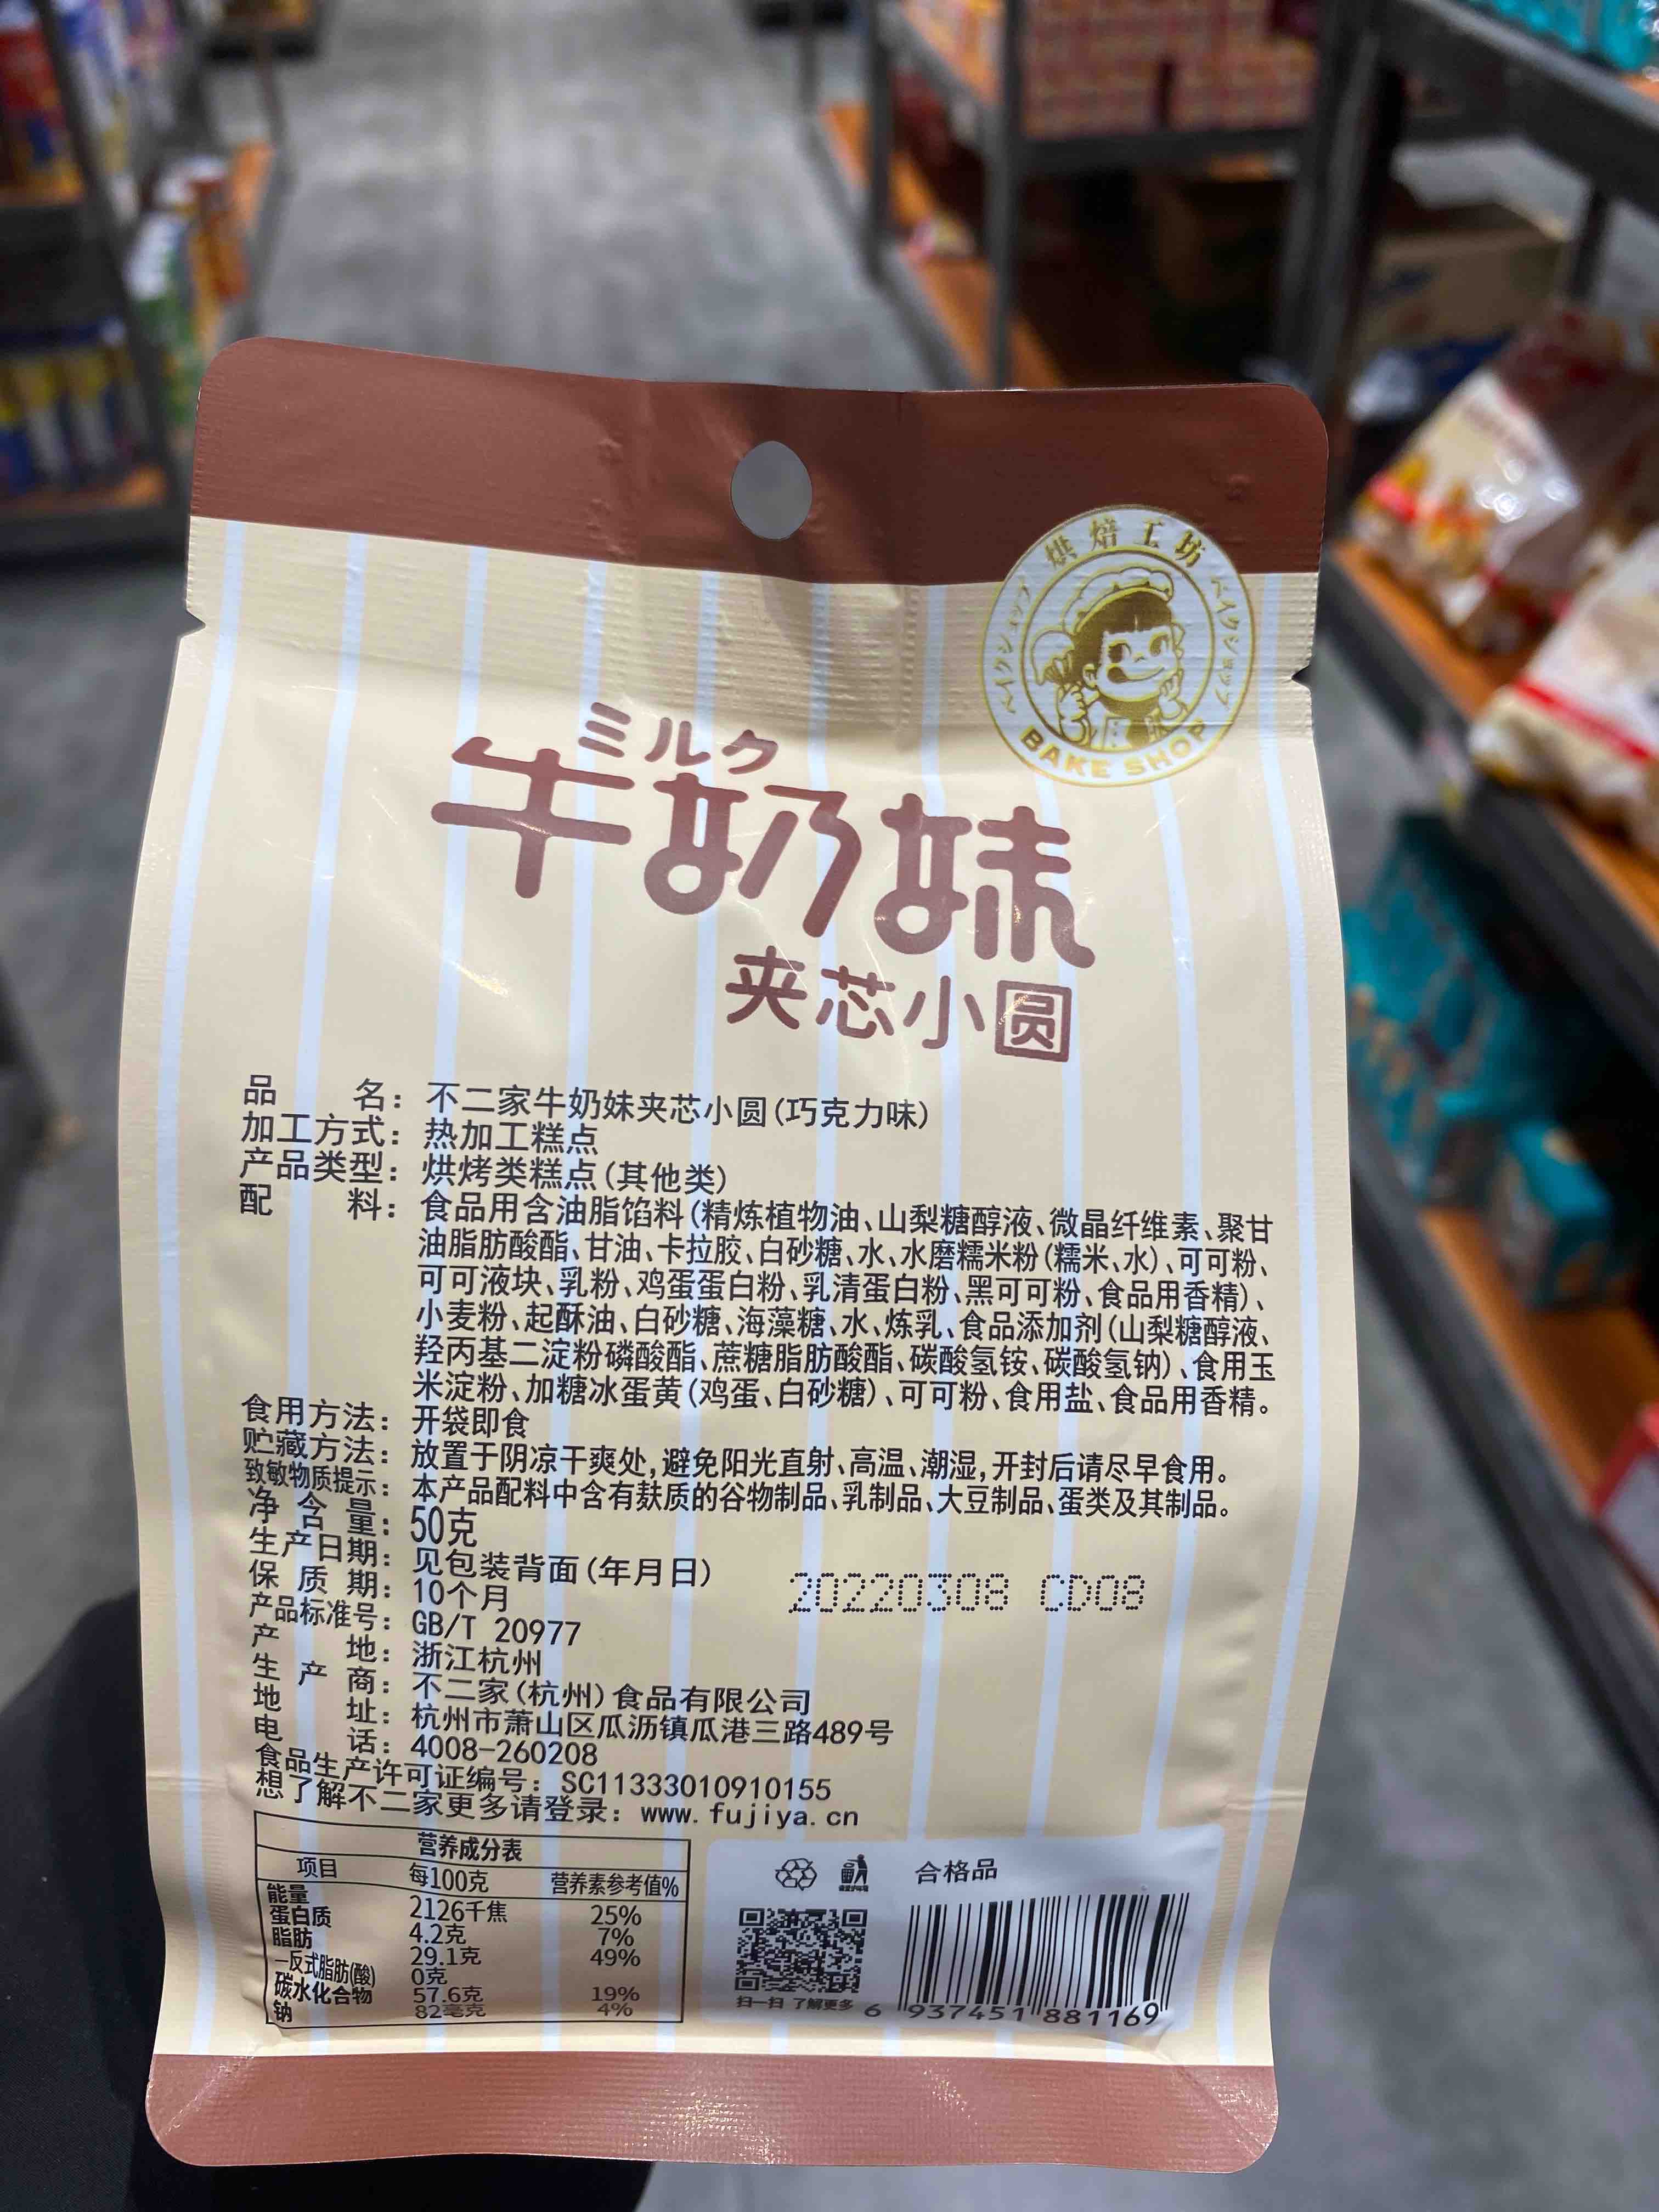 烘焙工坊
ベイクショップ
ベイクショップ
BAKE SHOP
ミルク
牛奶妹
夹芯小圆
品名：不二家牛奶妹夹芯小圆(巧克力味)
加工方式：热加工糕点
产品类型：烘烤类糕点(其他类)
配料：食品用含油脂馅料(精炼植物油、山梨糖醇液、微晶纤维素、聚甘
油脂肪酸酯、甘油、卡拉胶、白砂糖、水、水磨糯米粉(糯米、水)、可可粉、
可可液块、乳粉、鸡蛋蛋白粉、乳清蛋白粉、黑可可粉、食品用香精)、
小麦粉、起酥油、白砂糖、海藻糖、水、炼乳、食品添加剂(山梨糖醇液、
羟丙基二淀粉磷酸酯、蔗糖脂肪酸酯、碳酸氢铵、碳酸氢钠)、食用玉
米淀粉、加糖冰蛋黄(鸡蛋、白砂糖)、可可粉、食用盐、食品用香精。
食用方法：开袋即食
贮藏方法：放置于阴凉干爽处,避免阳光直射、高温、潮湿,开封后请尽早食用。
致敏物质提示：本产品配料中含有麸质的谷物制品、乳制品、大豆制品、蛋类及其制品。
净含量：50克
生产日期：见包装背面(年月日)
20220308 CD08
保质期：10个月
产品标准号：GB/T 20977
产地：浙江杭州
生产商：不二家(杭州)食品有限公司
地址：杭州市萧山区瓜沥镇瓜港三路489号
电话：4008-260208
食品生产许可证编号：SC11333010910155
想了解不二家更多请登录：www.fujiya.cn
营养成分表
项目 每100克 营养素参考值%
能量 2126千焦 25%
蛋白质 4.2克 7%
脂肪 29.1克 49%
—反式脂肪(酸) 0克
碳水化合物 57.6克 19%
钠 82毫克 4%
合格品
扫一扫 了解更多
6 937451 881169